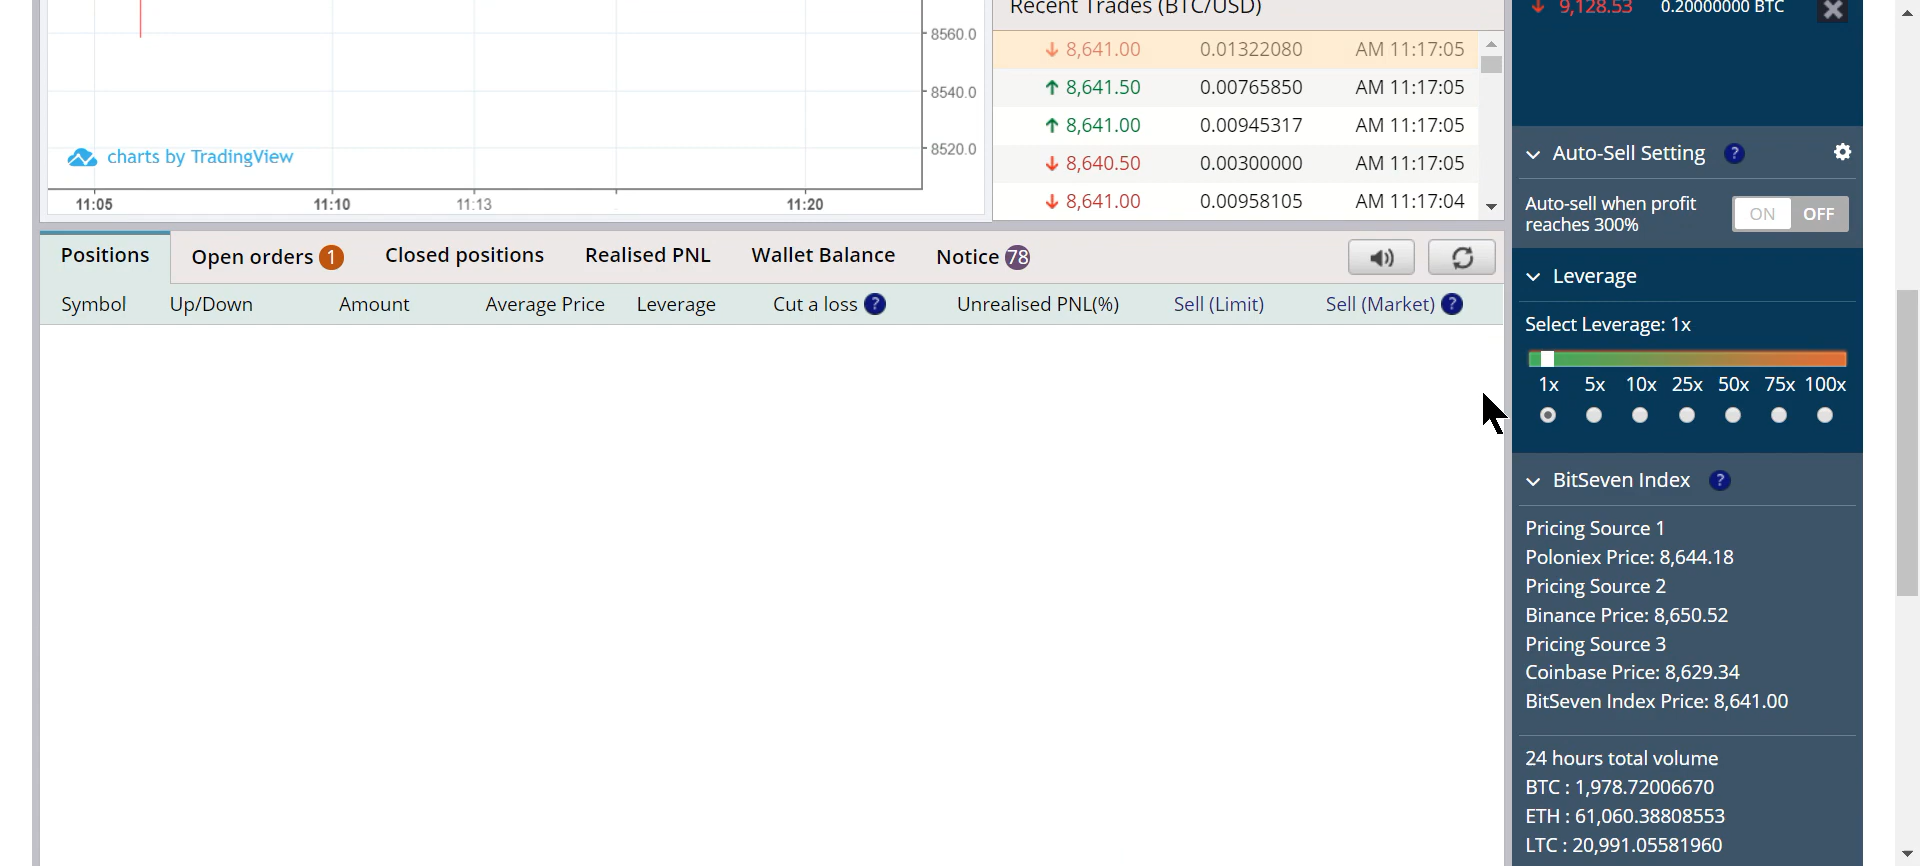 8560.0
8540.0
8520.0
charts by TradingView
11:05 11:10 11:13 11:20
Recent Trades (BTC/USD)
↓ 8,641.00 0.01322080 AM 11:17:05
↑ 8,641.50 0.00765850 AM 11:17:05
↑ 8,641.00 0.00945317 AM 11:17:05
↓ 8,640.50 0.00300000 AM 11:17:05
↓ 8,641.00 0.00958105 AM 11:17:04
Positions Open orders 1 Closed positions Realised PNL Wallet Balance Notice 78
Symbol Up/Down Amount Average Price Leverage Cut a loss ? Unrealised PNL(%) Sell (Limit) Sell (Market) ?
↓ 9,128.53 0.20000000 BTC
Auto-Sell Setting ?
Auto-sell when profit
reaches 300%
ON OFF
Leverage
Select Leverage: 1x
1x 5x 10x 25x 50x 75x 100x
BitSeven Index ?
Pricing Source 1
Poloniex Price: 8,644.18
Pricing Source 2
Binance Price: 8,650.52
Pricing Source 3
Coinbase Price: 8,629.34
BitSeven Index Price: 8,641.00
24 hours total volume
BTC : 1,978.72006670
ETH : 61,060.38808553
LTC : 20,991.05581960